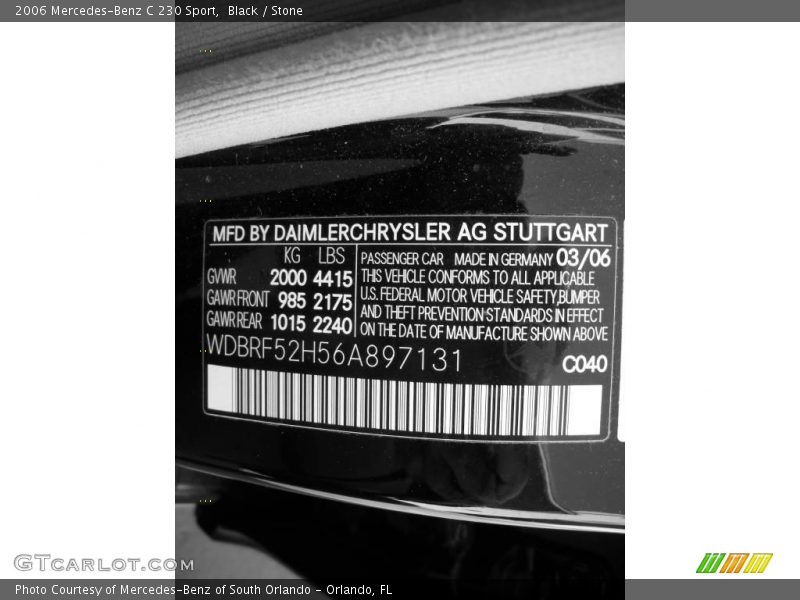 2006 Mercedes-Benz C 230 Sport, Black / Stone
MFD BY DAIMLERCHRYSLER AG STUTTGART
KG LBS
GVWR 2000 4415
GAWR FRONT 985 2175
GAWR REAR 1015 2240
PASSENGER CAR MADE IN GERMANY 03/06
THIS VEHICLE CONFORMS TO ALL APPLICABLE
U.S. FEDERAL MOTOR VEHICLE SAFETY, BUMPER
AND THEFT PREVENTION STANDARDS IN EFFECT
ON THE DATE OF MANUFACTURE SHOWN ABOVE
WDBRF52H56A897131
C040
GTcarlot.com
Photo Courtesy of Mercedes-Benz of South Orlando - Orlando, FL